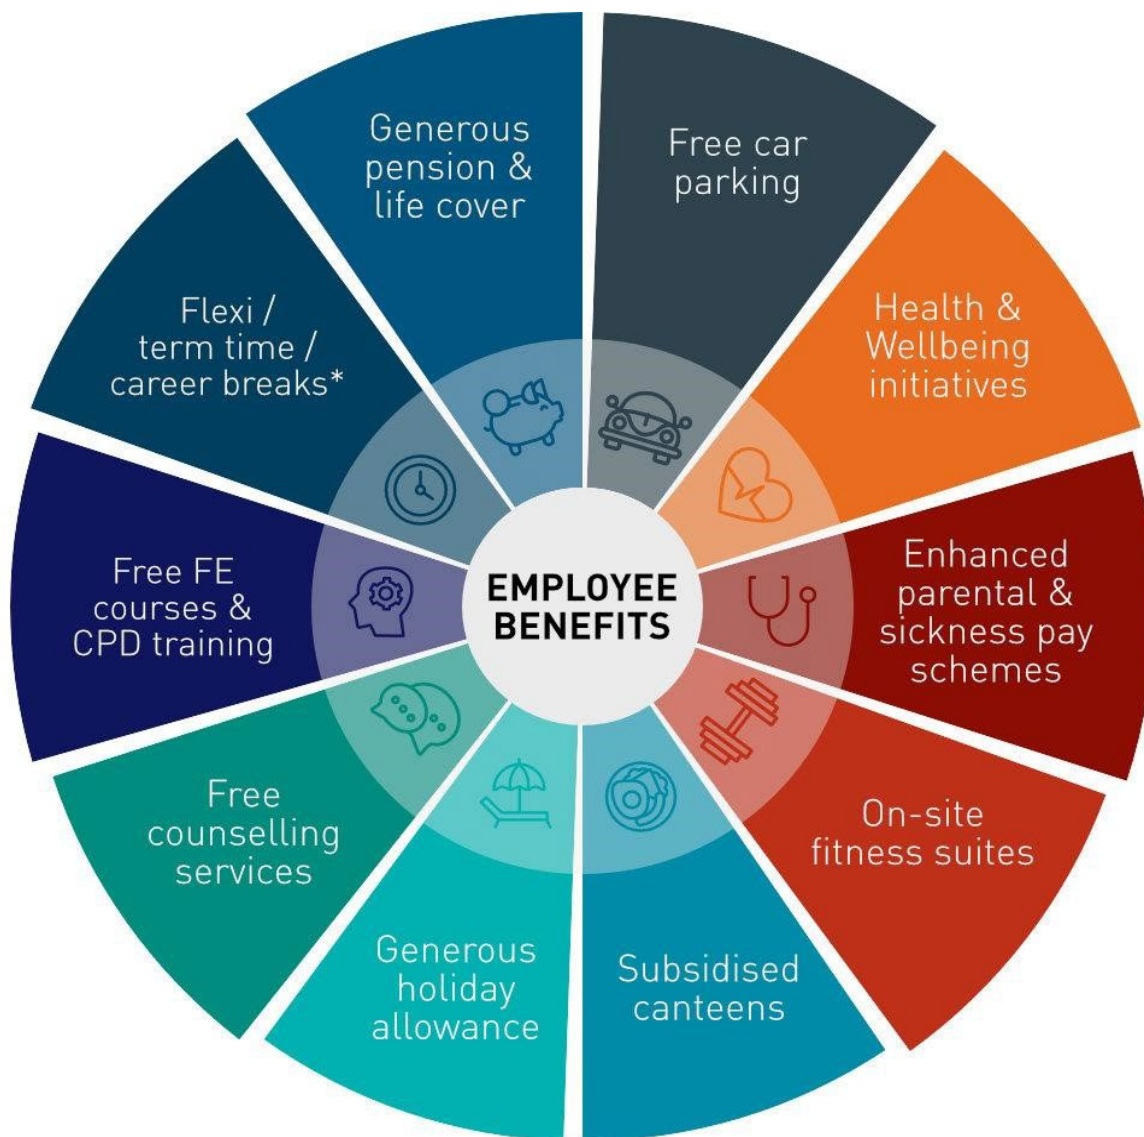 Generous
pension &
life cover
Free car
parking
Health &
Wellbeing
initiatives
Enhanced
parental &
sickness pay
schemes
On-site
fitness suites
Subsidised
canteens
Generous
holiday
allowance
Free
counselling
services
Free FE
courses &
CPD training
Flexi /
term time /
career breaks*
EMPLOYEE
BENEFITS